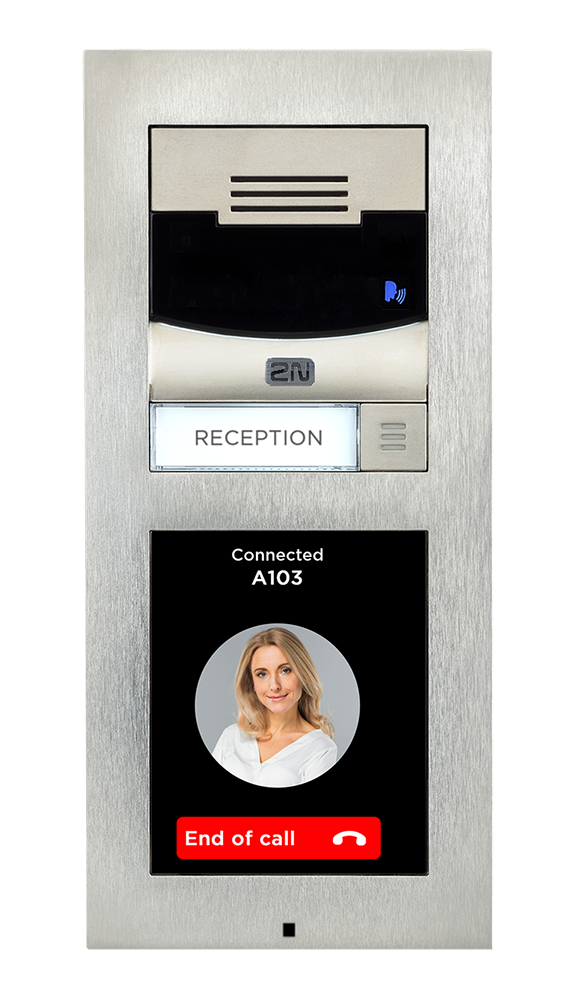 2N
RECEPTION
Connected
A103
End of call